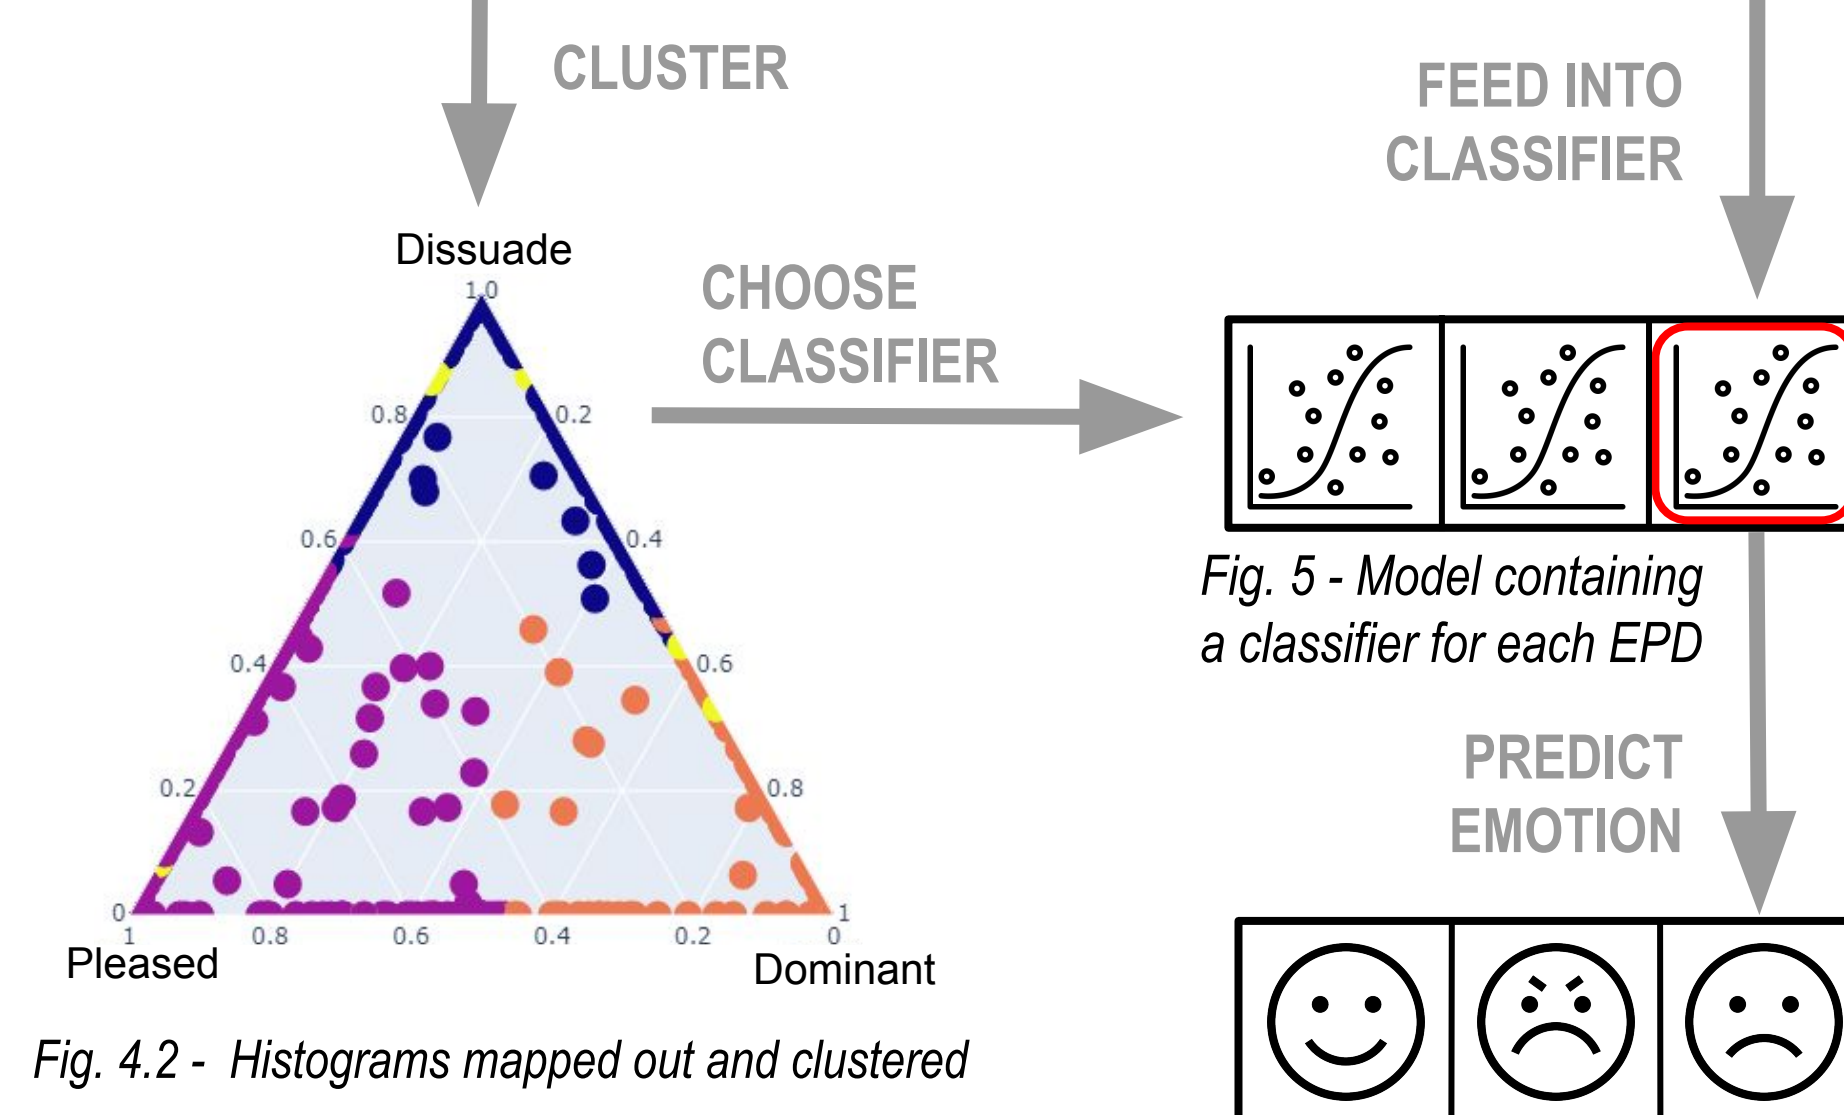 CLUSTER
FEED INTO
CLASSIFIER
Dissuade
1.0
CHOOSE
CLASSIFIER
0.8
0.2
0.6
0.4
0.4
0.6
0.2
0.8
0
1
1
0.8
0.6
0.4
0.2
0
Pleased
Dominant
Fig. 4.2 - Histograms mapped out and clustered
Fig. 5 - Model containing
a classifier for each EPD
PREDICT
EMOTION